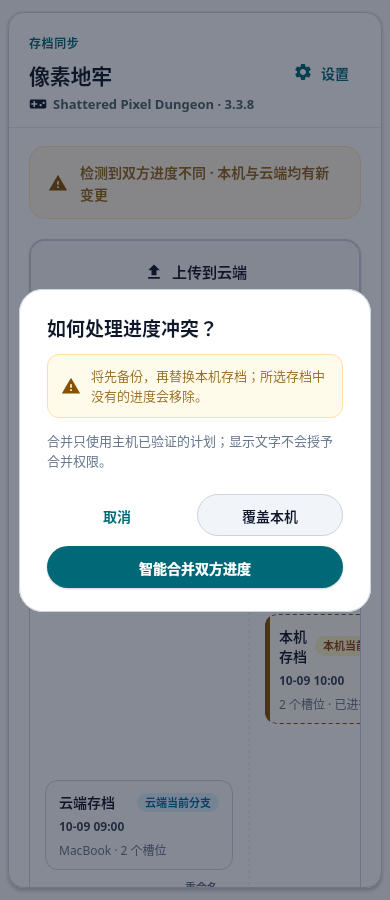 存档同步
像素地牢
设置
Shattered Pixel Dungeon · 3.3.8
检测到双方进度不同 · 本机与云端均有新
变更
上传到云端
如何处理进度冲突？
将先备份，再替换本机存档；所选存档中
没有的进度会移除。
合并只使用主机已验证的计划；显示文字不会授予
合并权限。
取消
覆盖本机
智能合并双方进度
本机
存档
本机当前
10-09 10:00
2 个槽位 · 已进
云端存档
云端当前分支
10-09 09:00
MacBook · 2 个槽位